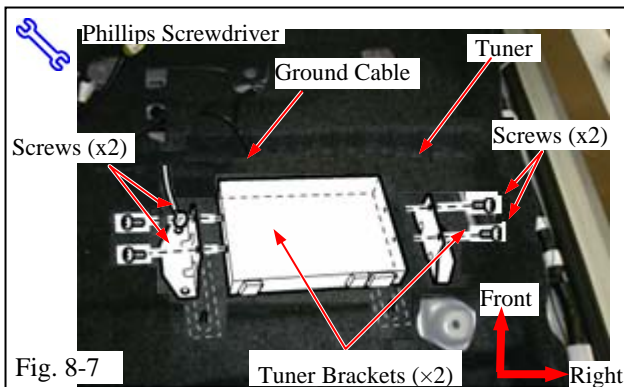 Phillips Screwdriver
Tuner
Ground Cable
Screws (x2)
Screws (x2)
Front
Fig. 8-7
Tuner Brackets (×2)
Right